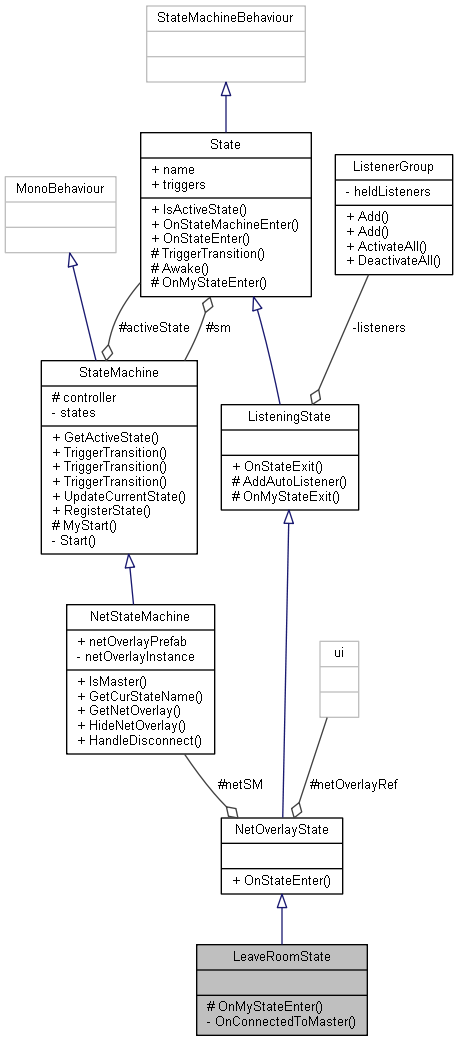 StateMachineBehaviour
State
+ name
+ triggers
+ IsActiveState()
+ OnStateMachineEnter()
+ OnStateEnter()
# TriggerTransition()
# Awake()
# OnMyStateEnter()
ListenerGroup
- heldListeners
+ Add()
+ Add()
+ ActivateAll()
+ DeactivateAll()
MonoBehaviour
#activeState
#sm
-listeners
StateMachine
# controller
- states
+ GetActiveState()
+ TriggerTransition()
+ TriggerTransition()
+ TriggerTransition()
+ UpdateCurrentState()
+ RegisterState()
# MyStart()
- Start()
ListeningState
+ OnStateExit()
# AddAutoListener()
# OnMyStateExit()
NetStateMachine
+ netOverlayPrefab
- netOverlayInstance
+ IsMaster()
+ GetCurStateName()
+ GetNetOverlay()
+ HideNetOverlay()
+ HandleDisconnect()
ui
#netSM
#netOverlayRef
NetOverlayState
+ OnStateEnter()
LeaveRoomState
# OnMyStateEnter()
- OnConnectedToMaster()